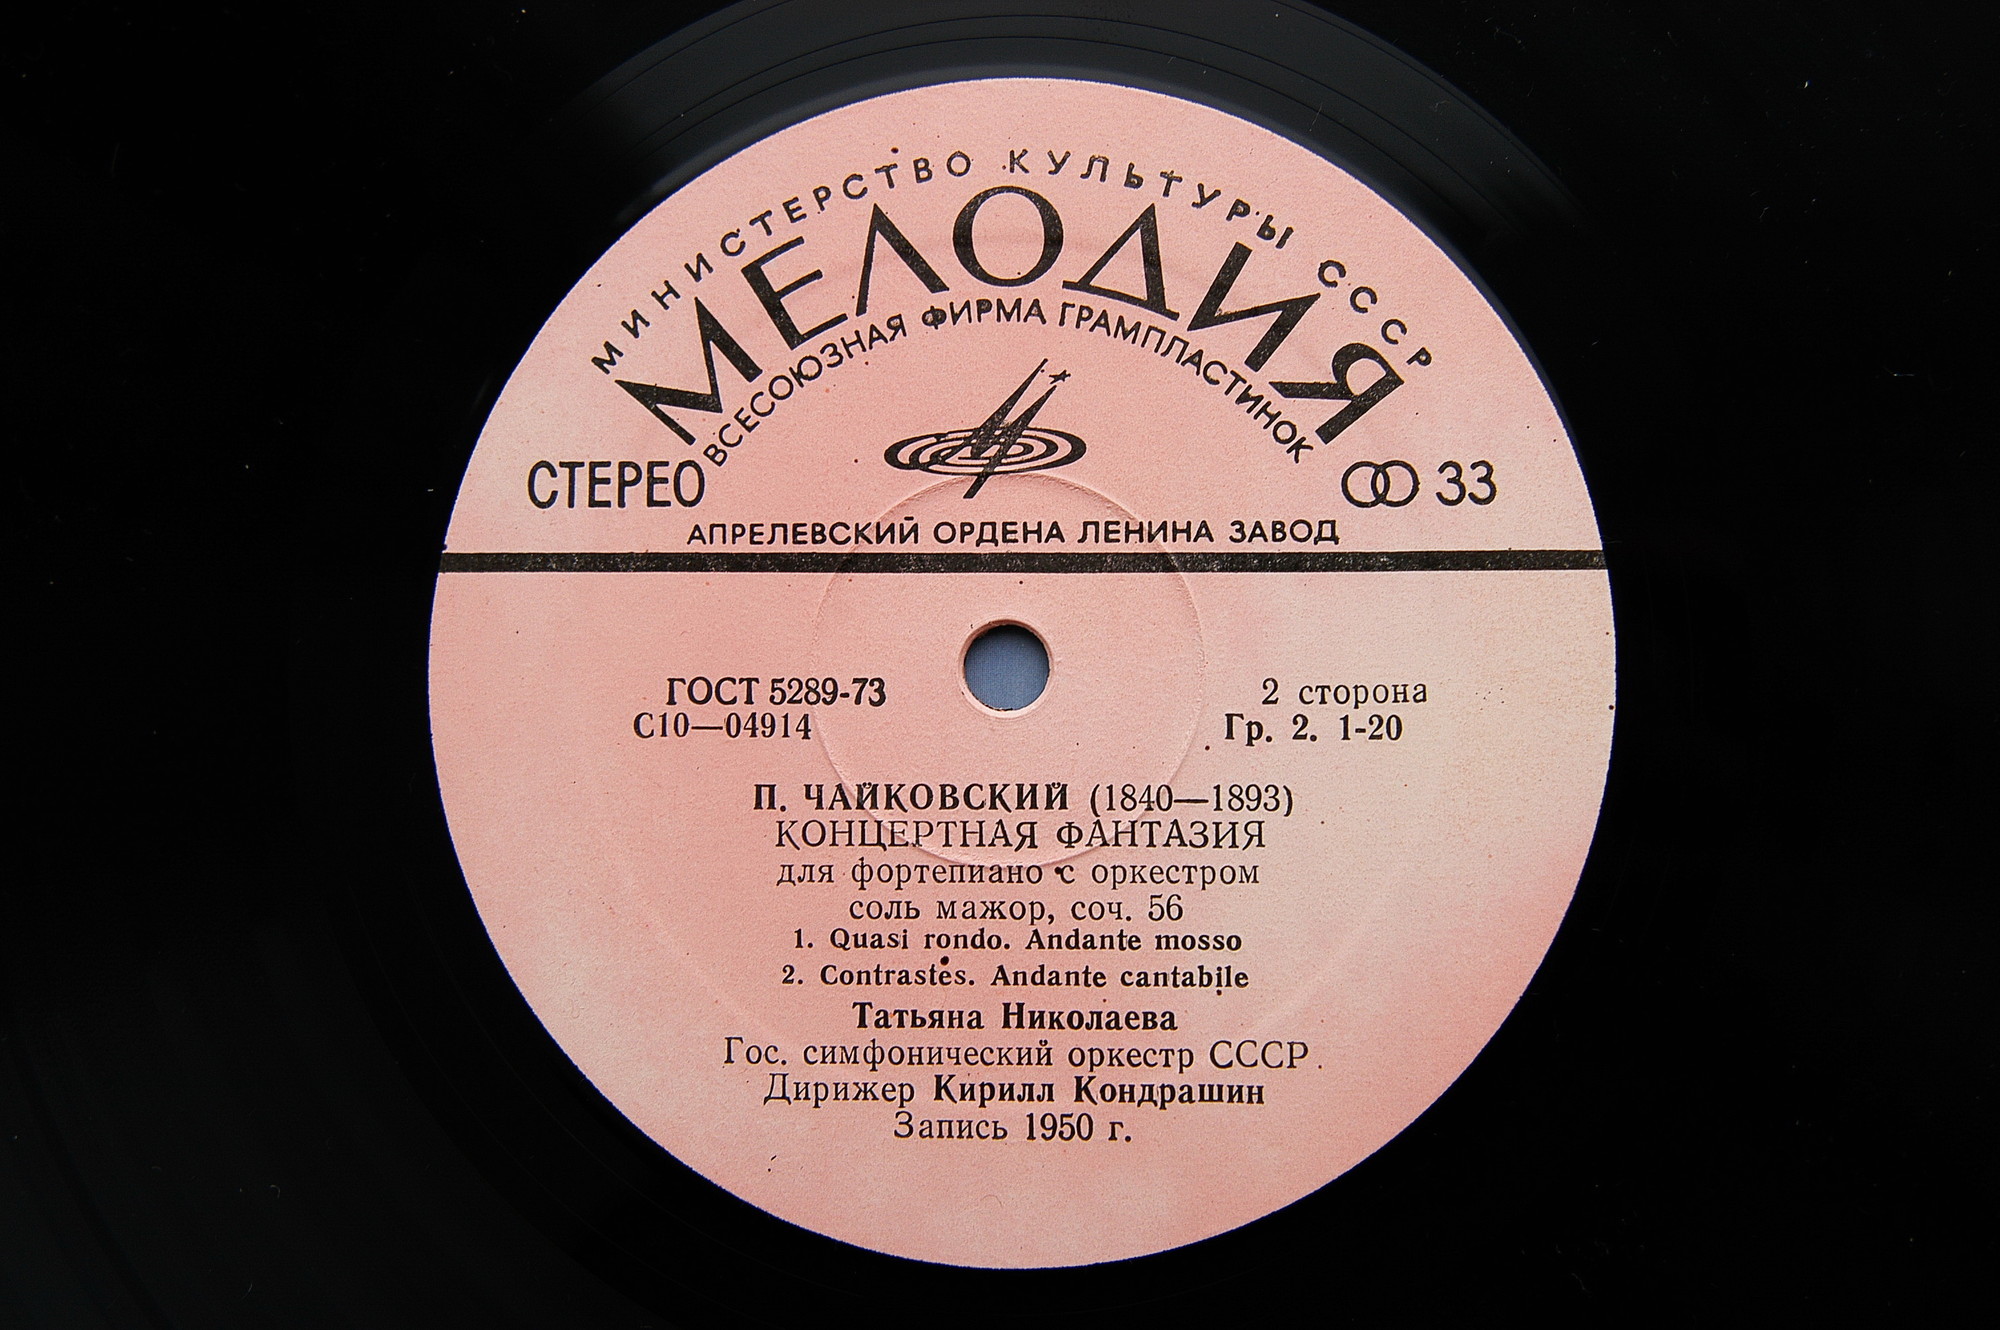 МИНИСТЕРСТВО КУЛЬТУРЫ СССР
МЕЛОДИЯ
ВСЕСОЮЗНАЯ ФИРМА ГРАМПЛАСТИНОК
СТЕРЕО
33
АПРЕЛЕВСКИЙ ОРДЕНА ЛЕНИНА ЗАВОД
ГОСТ 5289-73
2 сторона
С10—04914
Гр. 2. 1-20
П. ЧАЙКОВСКИЙ (1840—1893)
КОНЦЕРТНАЯ ФАНТАЗИЯ
для фортепиано с оркестром
соль мажор, соч. 56
1. Quasi rondo. Andante mosso
2. Contrastes. Andante cantabile
Татьяна Николаева
Гос. симфонический оркестр СССР
Дирижер Кирилл Кондрашин
Запись 1950 г.